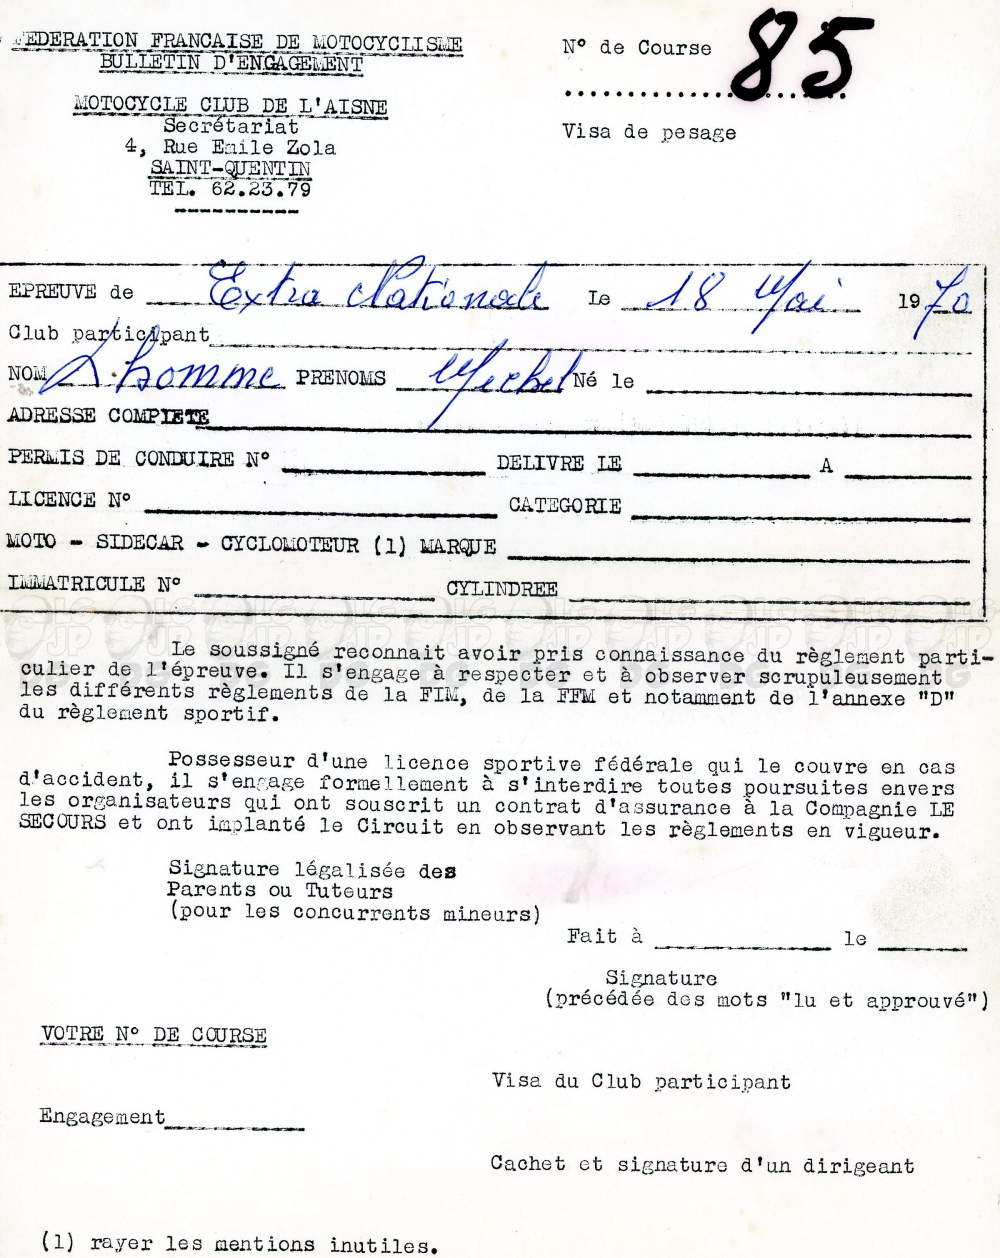 FEDERATION FRANCAISE DE MOTOCYCLISME
BULLETIN D'ENGAGEMENT
MOTOCYCLE CLUB DE L'AISNE
Secrétariat
4, Rue Emile Zola
SAINT-QUENTIN
TEL. 62.23.79
N° de Course 85
Visa de pesage
EPREUVE de Extra Nationale Le 18 Mai 1970
Club participant
NOM Lhomme PRENOMS Michel Né le
ADRESSE COMPLETE
PERMIS DE CONDUIRE N° DELIVRE LE A
LICENCE N° CATEGORIE
MOTO - SIDECAR - CYCLOMOTEUR (1) MARQUE
IMMATRICULE N° CYLINDREE
Le soussigné reconnait avoir pris connaissance du règlement parti-
culier de l'épreuve. Il s'engage à respecter et à observer scrupuleusement
les différents règlements de la FIM, de la FFM et notamment de l'annexe "D"
du règlement sportif.
Possesseur d'une licence sportive fédérale qui le couvre en cas
d'accident, il s'engage formellement à s'interdire toutes poursuites envers
les organisateurs qui ont souscrit un contrat d'assurance à la Compagnie LE
SECOURS et ont implanté le Circuit en observant les règlements en vigueur.
Signature légalisée des
Parents ou Tuteurs
(pour les concurrents mineurs)
Fait à le
Signature
(précédée des mots "lu et approuvé")
VOTRE N° DE COURSE
Visa du Club participant
Engagement
Cachet et signature d'un dirigeant
(1) rayer les mentions inutiles.